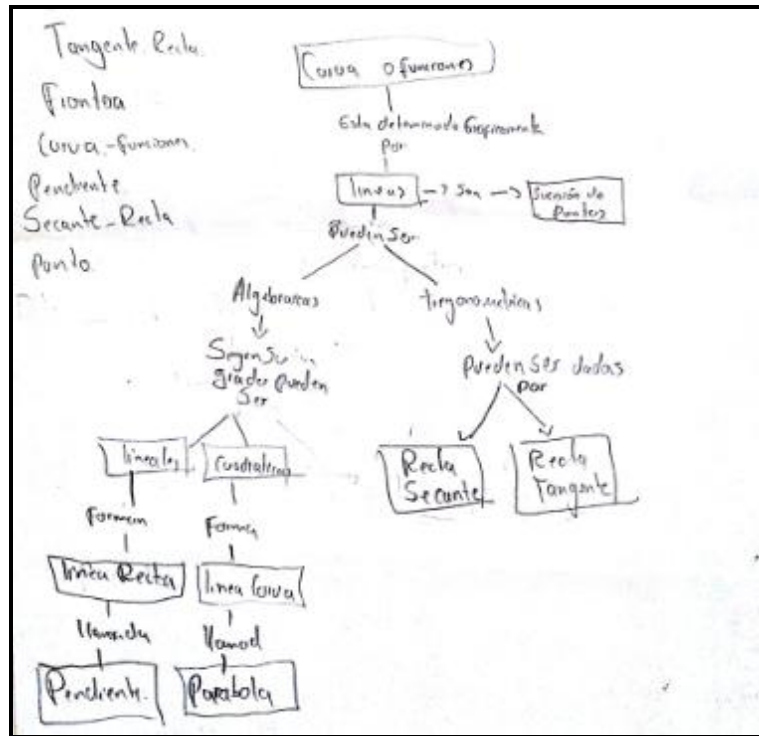 Tangente. Recta.
Frontea
Curva - funciones.
Pendiente.
Secante - Recta
Punto.
Curva o funciones
Esta determinada Graficamente
por
lineas → son → Sucesión de
Puntos
Pueden Ser
Algebraicas
trigonometricas
Segun Su
grado pueden
Ser
Pueden Ser dadas
por
lineales
Cuadraticas
Recta
Secante
Recta
Tangente
Forman
Forma
linea Recta
linea Curva
llamada
llamad
Pendiente.
Parabola